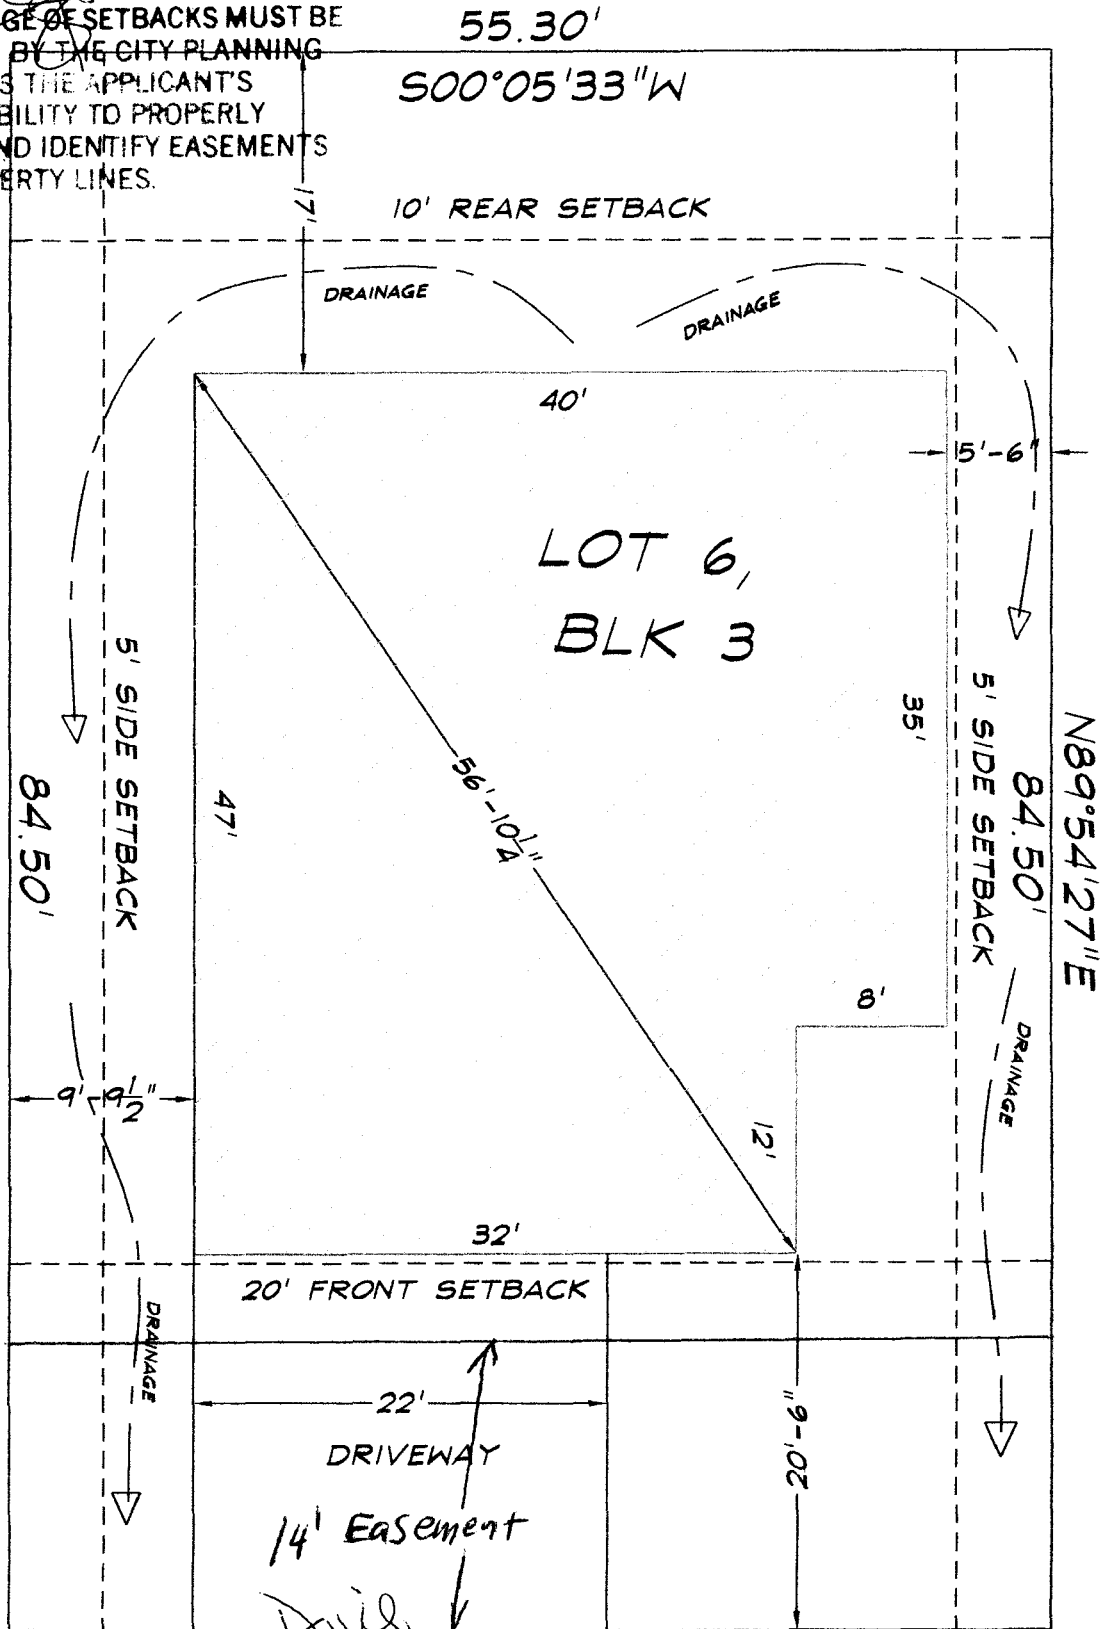 GE OF SETBACKS MUST BE
BY THE CITY PLANNING
S THE APPLICANT'S
BILITY TO PROPERLY
ND IDENTIFY EASEMENTS
ERTY LINES.
55.30'
S00°05'33"W
17'
10' REAR SETBACK
DRAINAGE
DRAINAGE
40'
5'-6"
LOT 6,
BLK 3
5' SIDE SETBACK
84.50'
47'
56'-10 1/4"
35'
5' SIDE SETBACK
84.50'
N89°54'27"E
8'
DRAINAGE
9'-9 1/2"
12'
32'
20' FRONT SETBACK
DRAINAGE
22'
DRIVEWAY
20'-6"
14' Easement